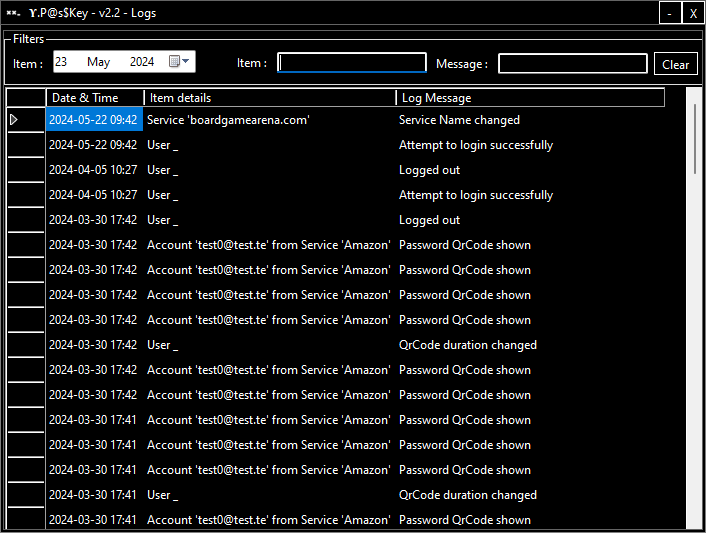 **. ϒ.P@s$Key - v2.2 - Logs - X
Filters
Item : 23 May 2024 Item : Message : Clear
Date & Time Item details Log Message
2024-05-22 09:42 Service 'boardgamearena.com' Service Name changed
2024-05-22 09:42 User _ Attempt to login successfully
2024-04-05 10:27 User _ Logged out
2024-04-05 10:27 User _ Attempt to login successfully
2024-03-30 17:42 User _ Logged out
2024-03-30 17:42 Account 'test0@test.te' from Service 'Amazon' Password QrCode shown
2024-03-30 17:42 Account 'test0@test.te' from Service 'Amazon' Password QrCode shown
2024-03-30 17:42 Account 'test0@test.te' from Service 'Amazon' Password QrCode shown
2024-03-30 17:42 Account 'test0@test.te' from Service 'Amazon' Password QrCode shown
2024-03-30 17:42 User _ QrCode duration changed
2024-03-30 17:42 Account 'test0@test.te' from Service 'Amazon' Password QrCode shown
2024-03-30 17:42 Account 'test0@test.te' from Service 'Amazon' Password QrCode shown
2024-03-30 17:41 Account 'test0@test.te' from Service 'Amazon' Password QrCode shown
2024-03-30 17:41 Account 'test0@test.te' from Service 'Amazon' Password QrCode shown
2024-03-30 17:41 Account 'test0@test.te' from Service 'Amazon' Password QrCode shown
2024-03-30 17:41 User _ QrCode duration changed
2024-03-30 17:41 Account 'test0@test.te' from Service 'Amazon' Password QrCode shown